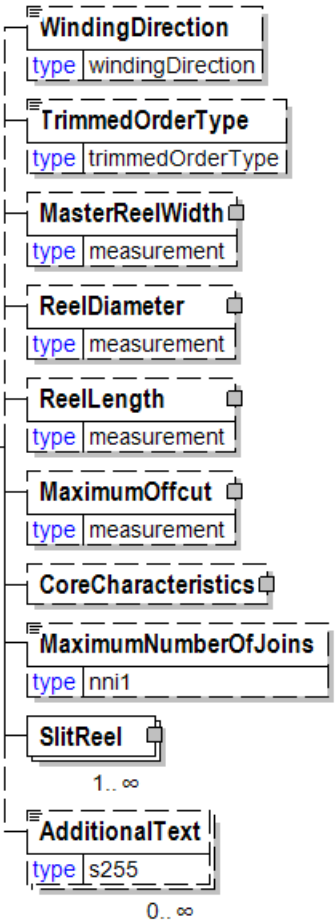 WindingDirection
type windingDirection
TrimmedOrderType
type trimmedOrderType
MasterReelWidth
type measurement
ReelDiameter
type measurement
ReelLength
type measurement
MaximumOffcut
type measurement
CoreCharacteristics
MaximumNumberOfJoins
type nni1
SlitReel
1.. ∞
AdditionalText
type s255
0.. ∞